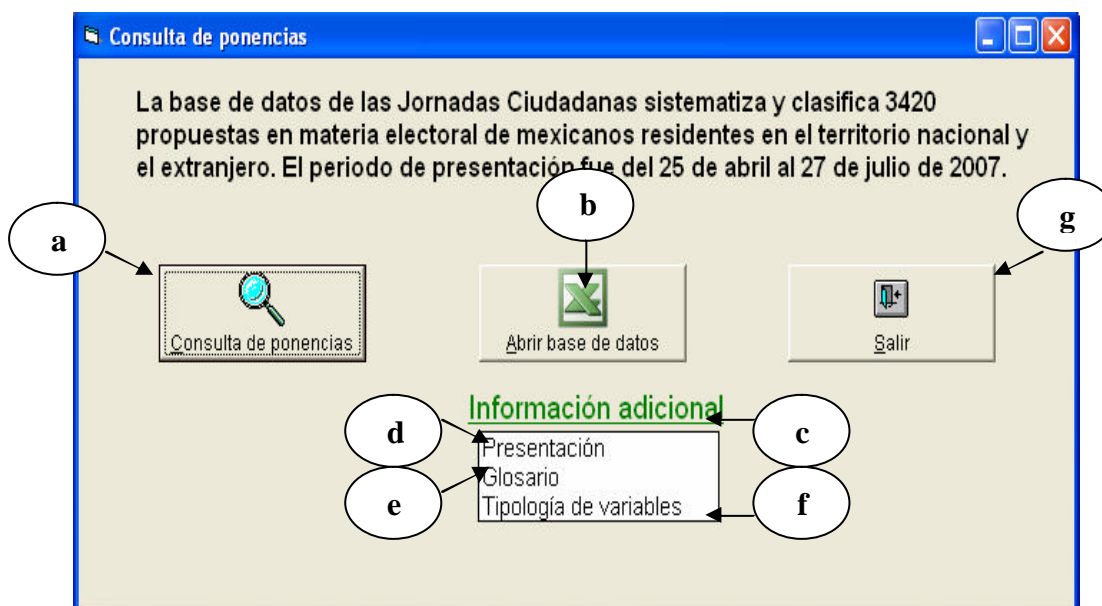 Consulta de ponencias
La base de datos de las Jornadas Ciudadanas sistematiza y clasifica 3420
propuestas en materia electoral de mexicanos residentes en el territorio nacional y
el extranjero. El periodo de presentación fue del 25 de abril al 27 de julio de 2007.
a
b
g
Consulta de ponencias
Abrir base de datos
Salir
Información adicional
d
Presentación
c
e
Glosario
Tipología de variables
f